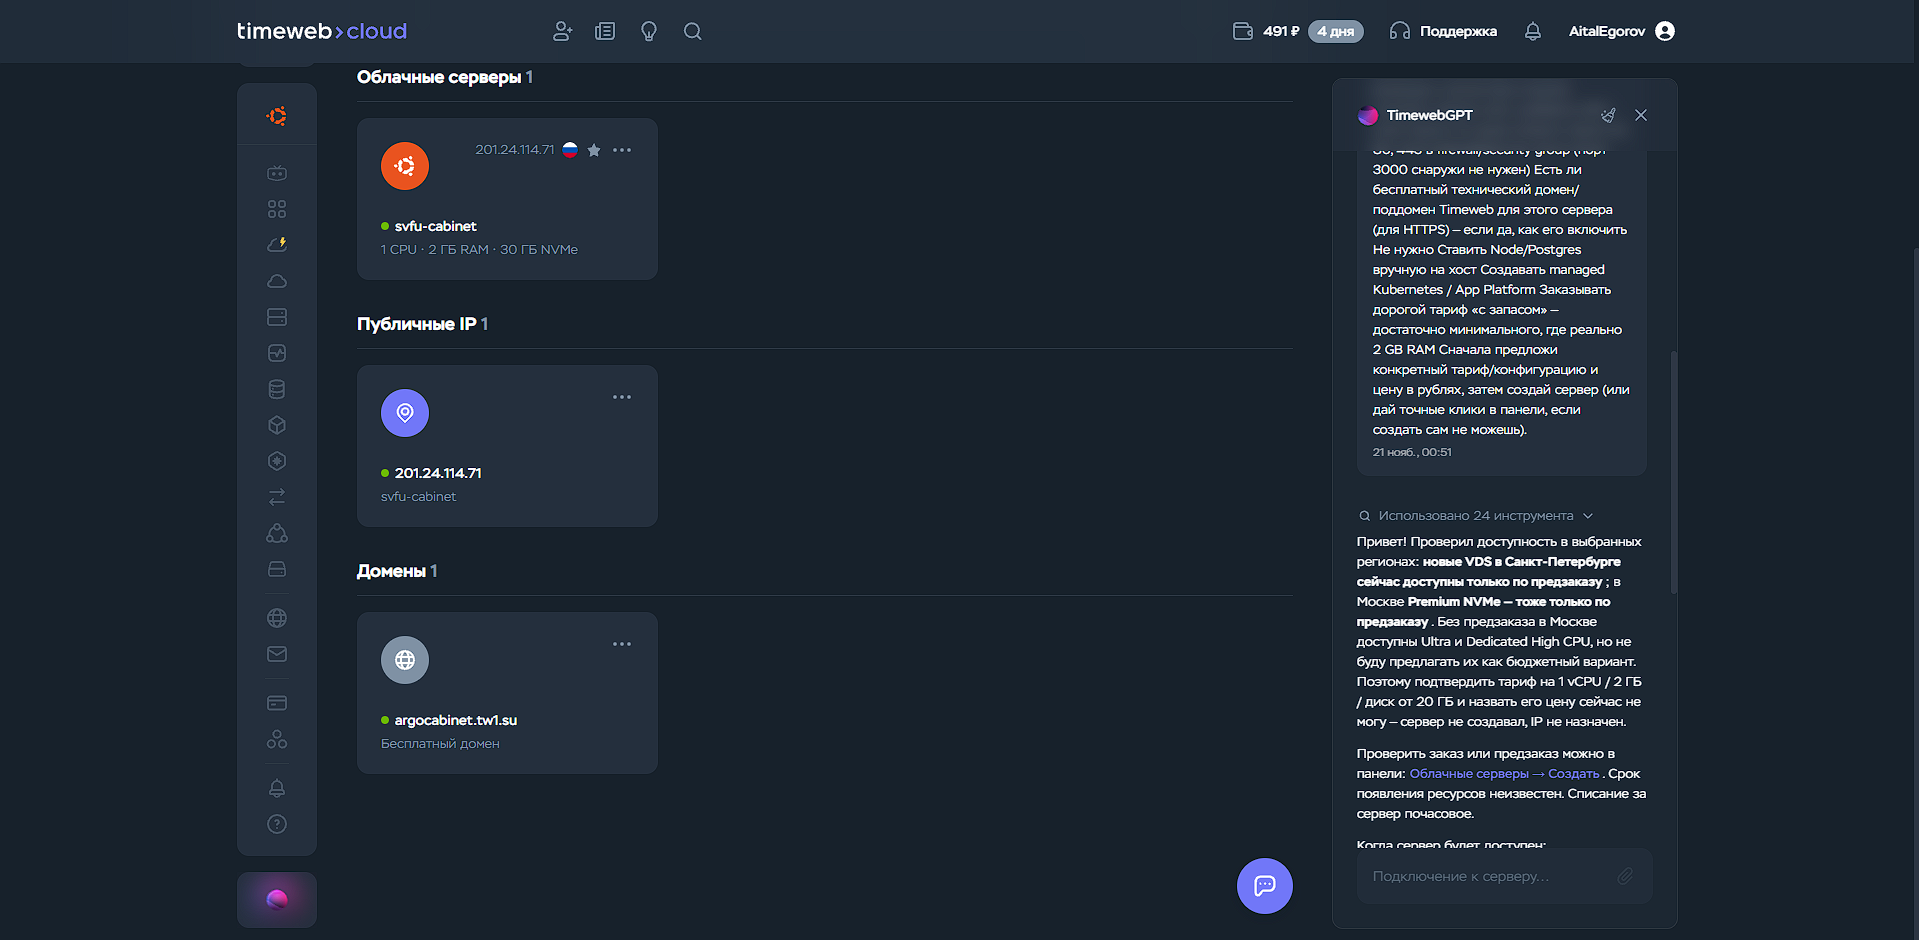 timeweb>cloud
491 ₽
4 дня
Поддержка
AitalEgorov
Облачные серверы 1
201.24.114.71
svfu-cabinet
1 CPU · 2 ГБ RAM · 30 ГБ NVMe
Публичные IP 1
201.24.114.71
svfu-cabinet
Домены 1
argocabinet.tw1.su
Бесплатный домен
TimewebGPT
80, 443 в firewall/security group (порт
3000 снаружи не нужен) Есть ли
бесплатный технический домен/
поддомен Timeweb для этого сервера
(для HTTPS) — если да, как его включить
Не нужно Ставить Node/Postgres
вручную на хост Создавать managed
Kubernetes / App Platform Заказывать
дорогой тариф «с запасом» —
достаточно минимального, где реально
2 GB RAM Сначала предложи
конкретный тариф/конфигурацию и
цену в рублях, затем создай сервер (или
дай точные клики в панели, если
создать сам не можешь).
21 нояб., 00:51
Использовано 24 инструмента
Привет! Проверил доступность в выбранных
регионах: новые VDS в Санкт-Петербурге
сейчас доступны только по предзаказу ; в
Москве Premium NVMe — тоже только по
предзаказу . Без предзаказа в Москве
доступны Ultra и Dedicated High CPU, но не
буду предлагать их как бюджетный вариант.
Поэтому подтвердить тариф на 1 vCPU / 2 ГБ
/ диск от 20 ГБ и назвать его цену сейчас не
могу — сервер не создавал, IP не назначен.
Проверить заказ или предзаказ можно в
панели: Облачные серверы → Создать . Срок
появления ресурсов неизвестен. Списание за
сервер почасовое.
Когда сервер будет доступен:
Подключение к серверу...